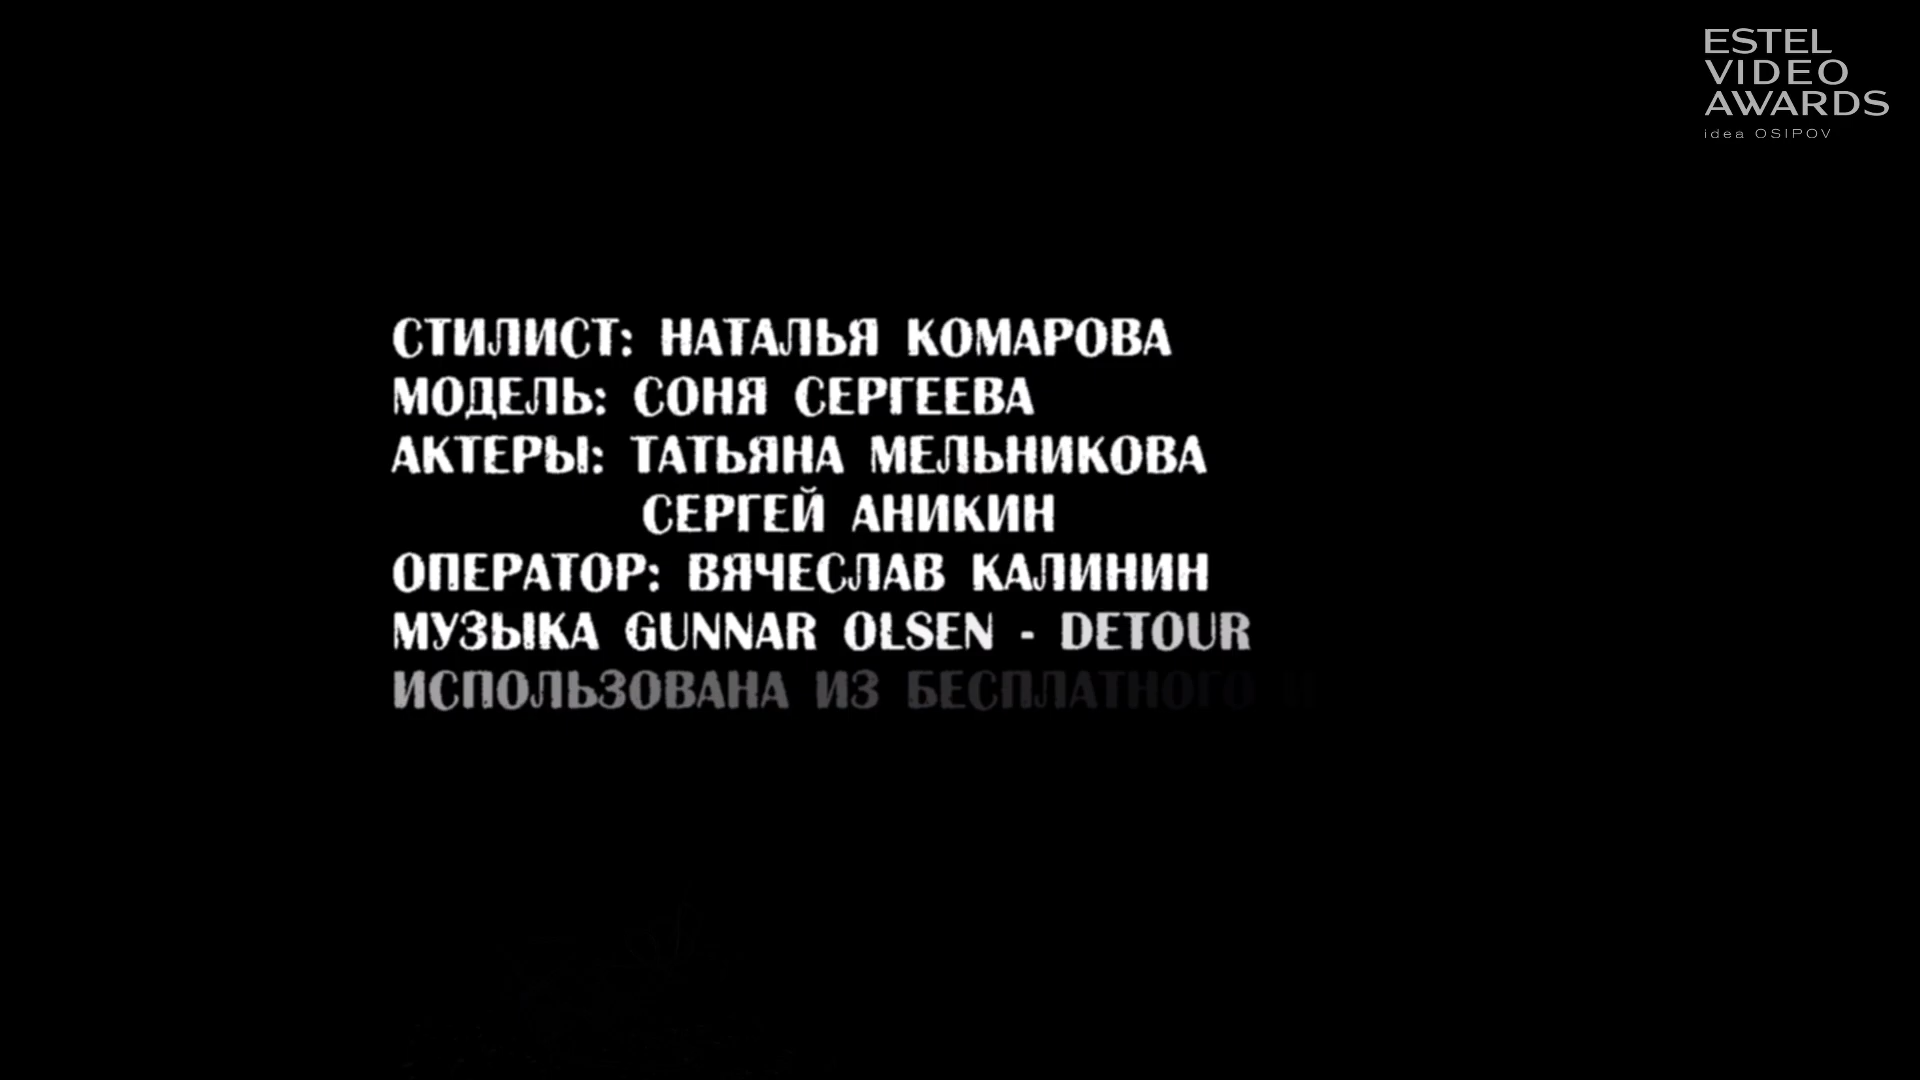 ESTEL
VIDEO
AWARDS
idea OSIPOV
СТИЛИСТ: НАТАЛЬЯ КОМАРОВА
МОДЕЛЬ: СОНЯ СЕРГЕЕВА
АКТЕРЫ: ТАТЬЯНА МЕЛЬНИКОВА
СЕРГЕЙ АНИКИН
ОПЕРАТОР: ВЯЧЕСЛАВ КАЛИНИН
МУЗЫКА GUNNAR OLSEN - DETOUR
ИСПОЛЬЗОВАНА ИЗ БЕСПЛАТНОГО